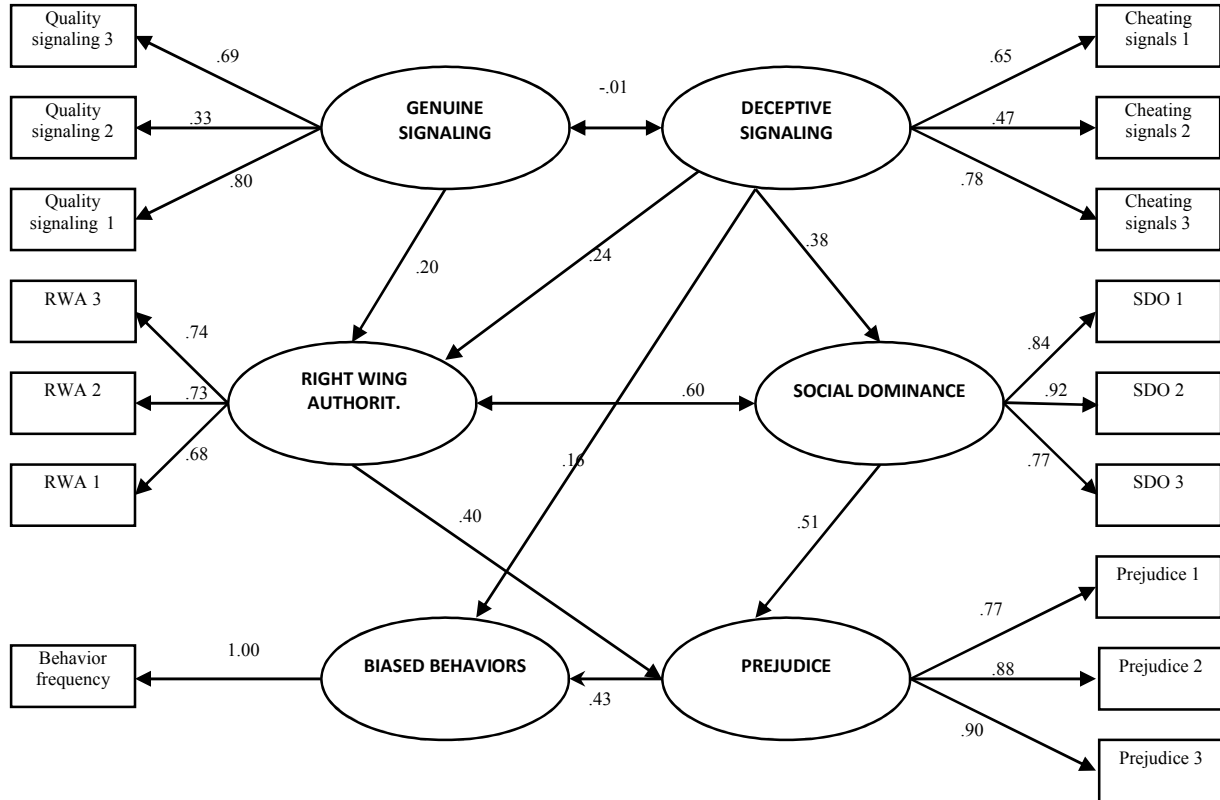 Quality
signaling 3
Quality
signaling 2
Quality
signaling 1
.69
.33
.80
GENUINE
SIGNALING
-.01
DECEPTIVE
SIGNALING
.65
.47
.78
Cheating
signals 1
Cheating
signals 2
Cheating
signals 3
.20
.24
.38
RWA 3
RWA 2
RWA 1
.74
.73
.68
RIGHT WING
AUTHORIT.
.60
SOCIAL DOMINANCE
.84
.92
.77
SDO 1
SDO 2
SDO 3
.16
.40
.51
Behavior
frequency
1.00
BIASED BEHAVIORS
.43
PREJUDICE
.77
.88
.90
Prejudice 1
Prejudice 2
Prejudice 3